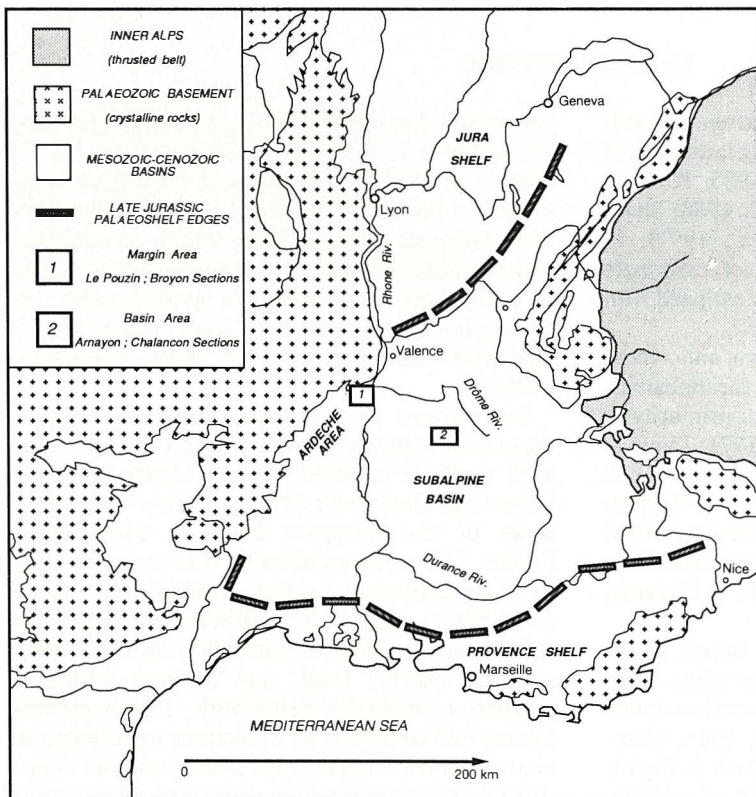 INNER ALPS
(thrusted belt)
PALAEOZOIC BASEMENT
(crystalline rocks)
MESOZOIC-CENOZOIC
BASINS
LATE JURASSIC
PALAEOSHELF EDGES
1
Margin Area
Le Pouzin ; Broyon Sections
2
Basin Area
Arnayon ; Chalancon Sections
Geneva
JURA
SHELF
Lyon
Rhone Riv.
Valence
Drôme Riv.
1
ARDECHE
AREA
2
SUBALPINE
BASIN
Durance Riv.
Nice
PROVENCE SHELF
Marseille
MEDITERRANEAN SEA
0
200 km